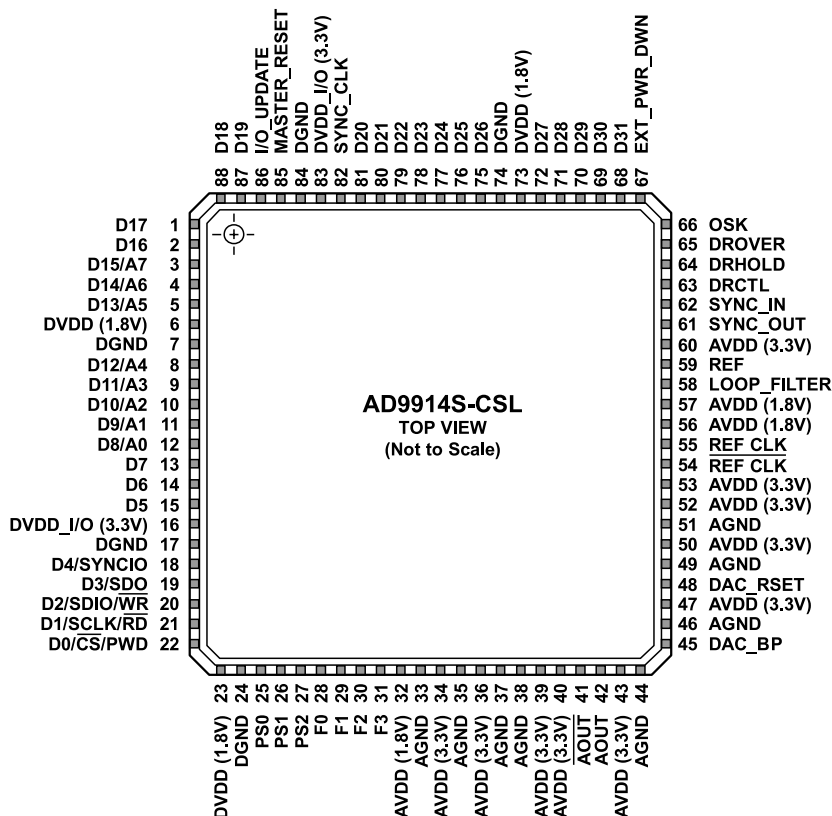 D18
D19
I/O_UPDATE
MASTER_RESET
DGND
DVDD_I/O (3.3V)
SYNC_CLK
D20
D21
D22
D23
D24
D25
D26
DGND
DVDD (1.8V)
D27
D28
D29
D30
D31
EXT_PWR_DWN
88
87
86
85
84
83
82
81
80
79
78
77
76
75
74
73
72
71
70
69
68
67
D17 1
D16 2
D15/A7 3
D14/A6 4
D13/A5 5
DVDD (1.8V) 6
DGND 7
D12/A4 8
D11/A3 9
D10/A2 10
D9/A1 11
D8/A0 12
D7 13
D6 14
D5 15
DVDD_I/O (3.3V) 16
DGND 17
D4/SYNCIO 18
D3/SDO 19
D2/SDIO/W̅R̅ 20
D1/SCLK/R̅D̅ 21
D0/C̅S̅/PWD 22
AD9914S-CSL
TOP VIEW
(Not to Scale)
66 OSK
65 DROVER
64 DRHOLD
63 DRCTL
62 SYNC_IN
61 SYNC_OUT
60 AVDD (3.3V)
59 REF
58 LOOP_FILTER
57 AVDD (1.8V)
56 AVDD (1.8V)
55 REF CLK
54 R̅E̅F̅ ̅C̅L̅K̅
53 AVDD (3.3V)
52 AVDD (3.3V)
51 AGND
50 AVDD (3.3V)
49 AGND
48 DAC_RSET
47 AVDD (3.3V)
46 AGND
45 DAC_BP
23
24
25
26
27
28
29
30
31
32
33
34
35
36
37
38
39
40
41
42
43
44
DVDD (1.8V)
DGND
PS0
PS1
PS2
F0
F1
F2
F3
AVDD (1.8V)
AGND
AVDD (3.3V)
AGND
AVDD (3.3V)
AGND
AGND
AVDD (3.3V)
AVDD (3.3V)
A̅O̅U̅T̅
AOUT
AVDD (3.3V)
AGND